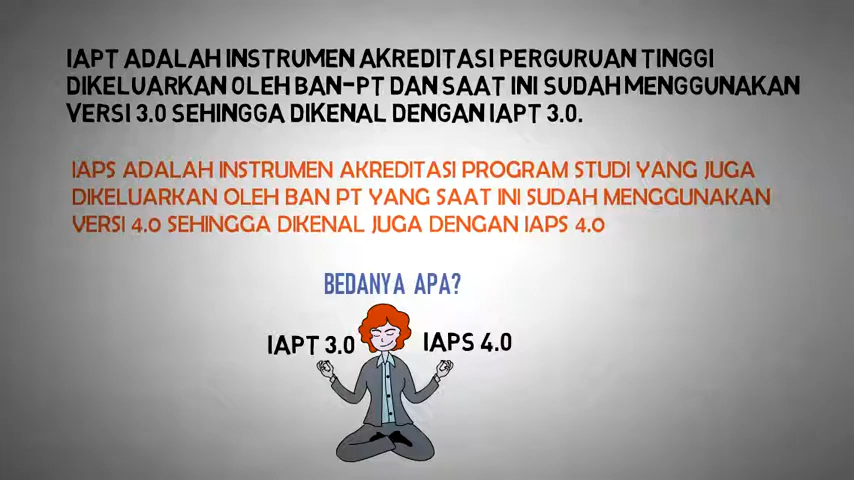 IAPT ADALAH INSTRUMEN AKREDITASI PERGURUAN TINGGI
DIKELUARKAN OLEH BAN-PT DAN SAAT INI SUDAH MENGGUNAKAN
VERSI 3.0 SEHINGGA DIKENAL DENGAN IAPT 3.0.
IAPS ADALAH INSTRUMEN AKREDITASI PROGRAM STUDI YANG JUGA
DIKELUARKAN OLEH BAN PT YANG SAAT INI SUDAH MENGGUNAKAN
VERSI 4.0 SEHINGGA DIKENAL JUGA DENGAN IAPS 4.0
BEDANYA APA?
IAPT 3.0 IAPS 4.0